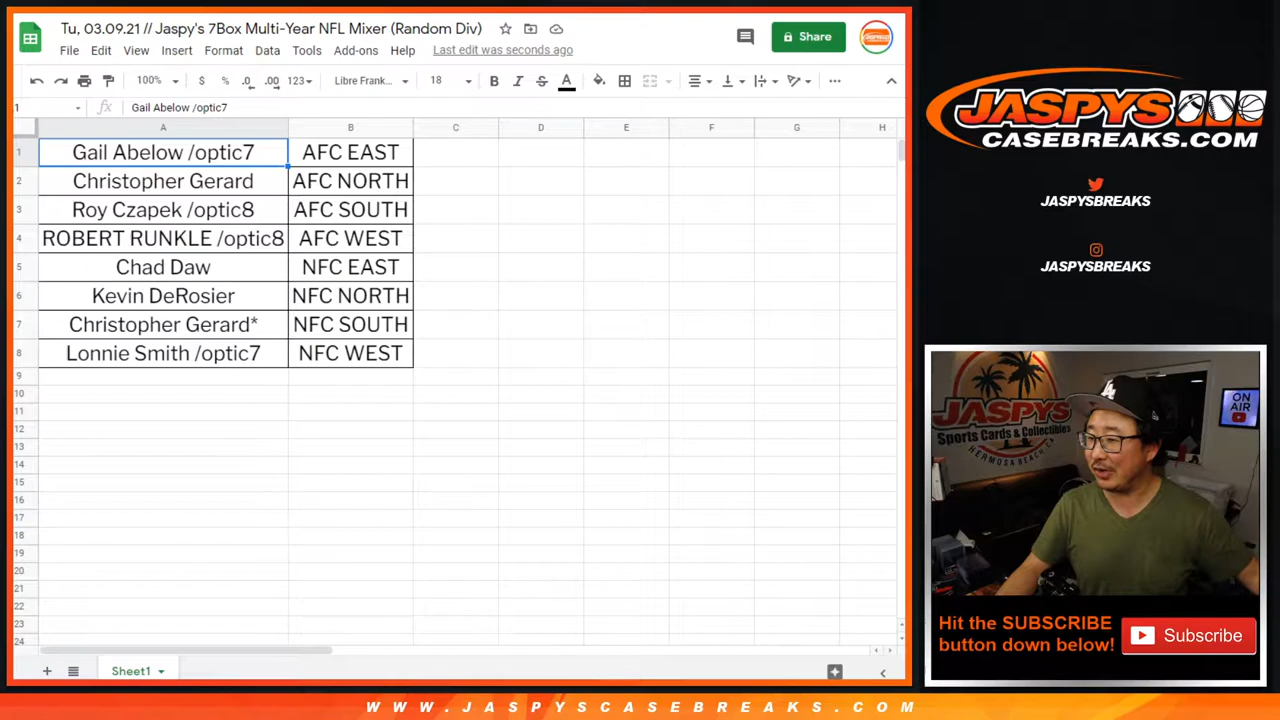 Tu, 03.09.21 // Jaspy's 7Box Multi-Year NFL Mixer (Random Div)
File Edit View Insert Format Data Tools Add-ons Help Last edit was seconds ago
Share
100% $ % .0 .00 123 Libre Frank... 18 B I S A
1 fx Gail Abelow /optic7
A B C D E F G H
1 Gail Abelow /optic7 AFC EAST
2 Christopher Gerard AFC NORTH
3 Roy Czapek /optic8 AFC SOUTH
4 ROBERT RUNKLE /optic8 AFC WEST
5 Chad Daw NFC EAST
6 Kevin DeRosier NFC NORTH
7 Christopher Gerard* NFC SOUTH
8 Lonnie Smith /optic7 NFC WEST
9
10
11
12
13
14
15
16
17
18
19
20
21
22
23
24
Sheet1
JASPYS
CASEBREAKS.COM
JASPYSBREAKS
JASPYSBREAKS
JASPYS
Sports Cards & Collectibles
HERMOSA BEACH, CA
LA
ON
AIR
Hit the SUBSCRIBE
button down below!
Subscribe
WWW.JASPYSCASEBREAKS.COM